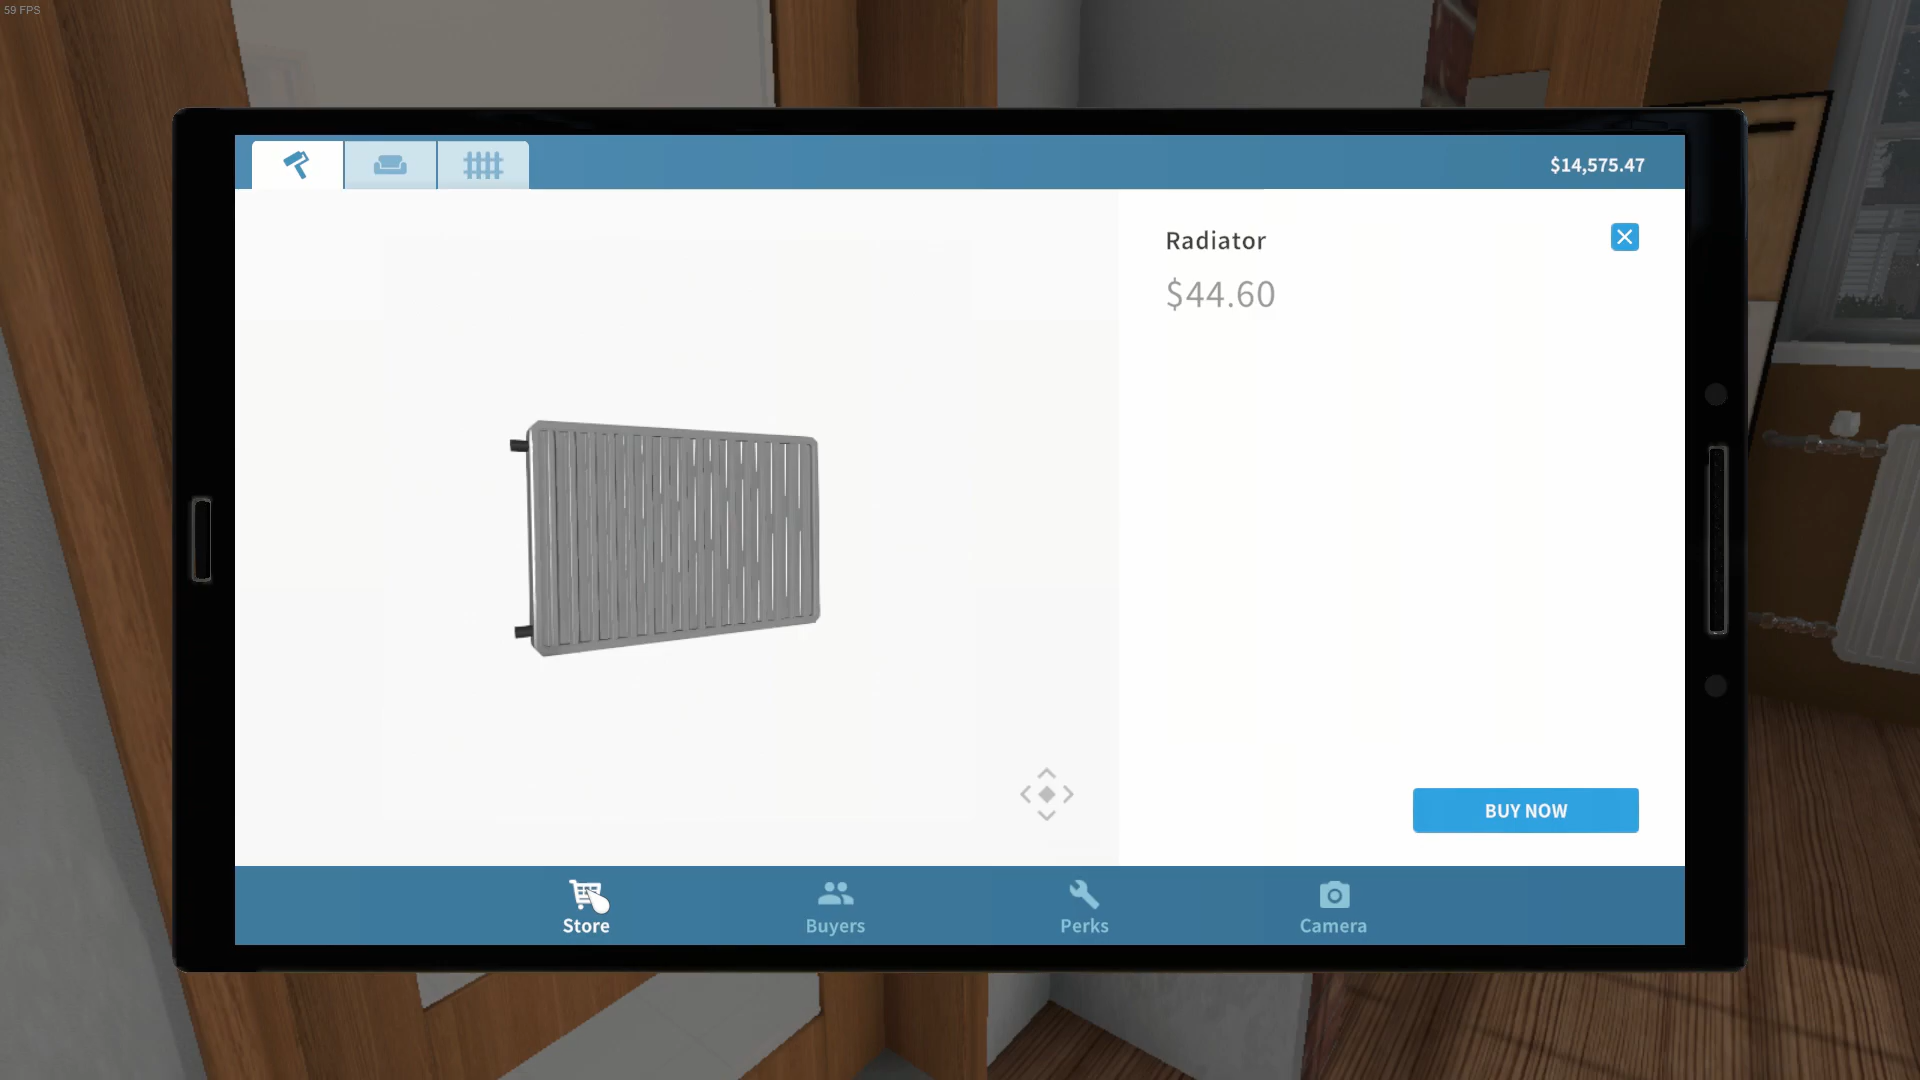 59 FPS
$14,575.47
Radiator
$44.60
BUY NOW
Store
Buyers
Perks
Camera